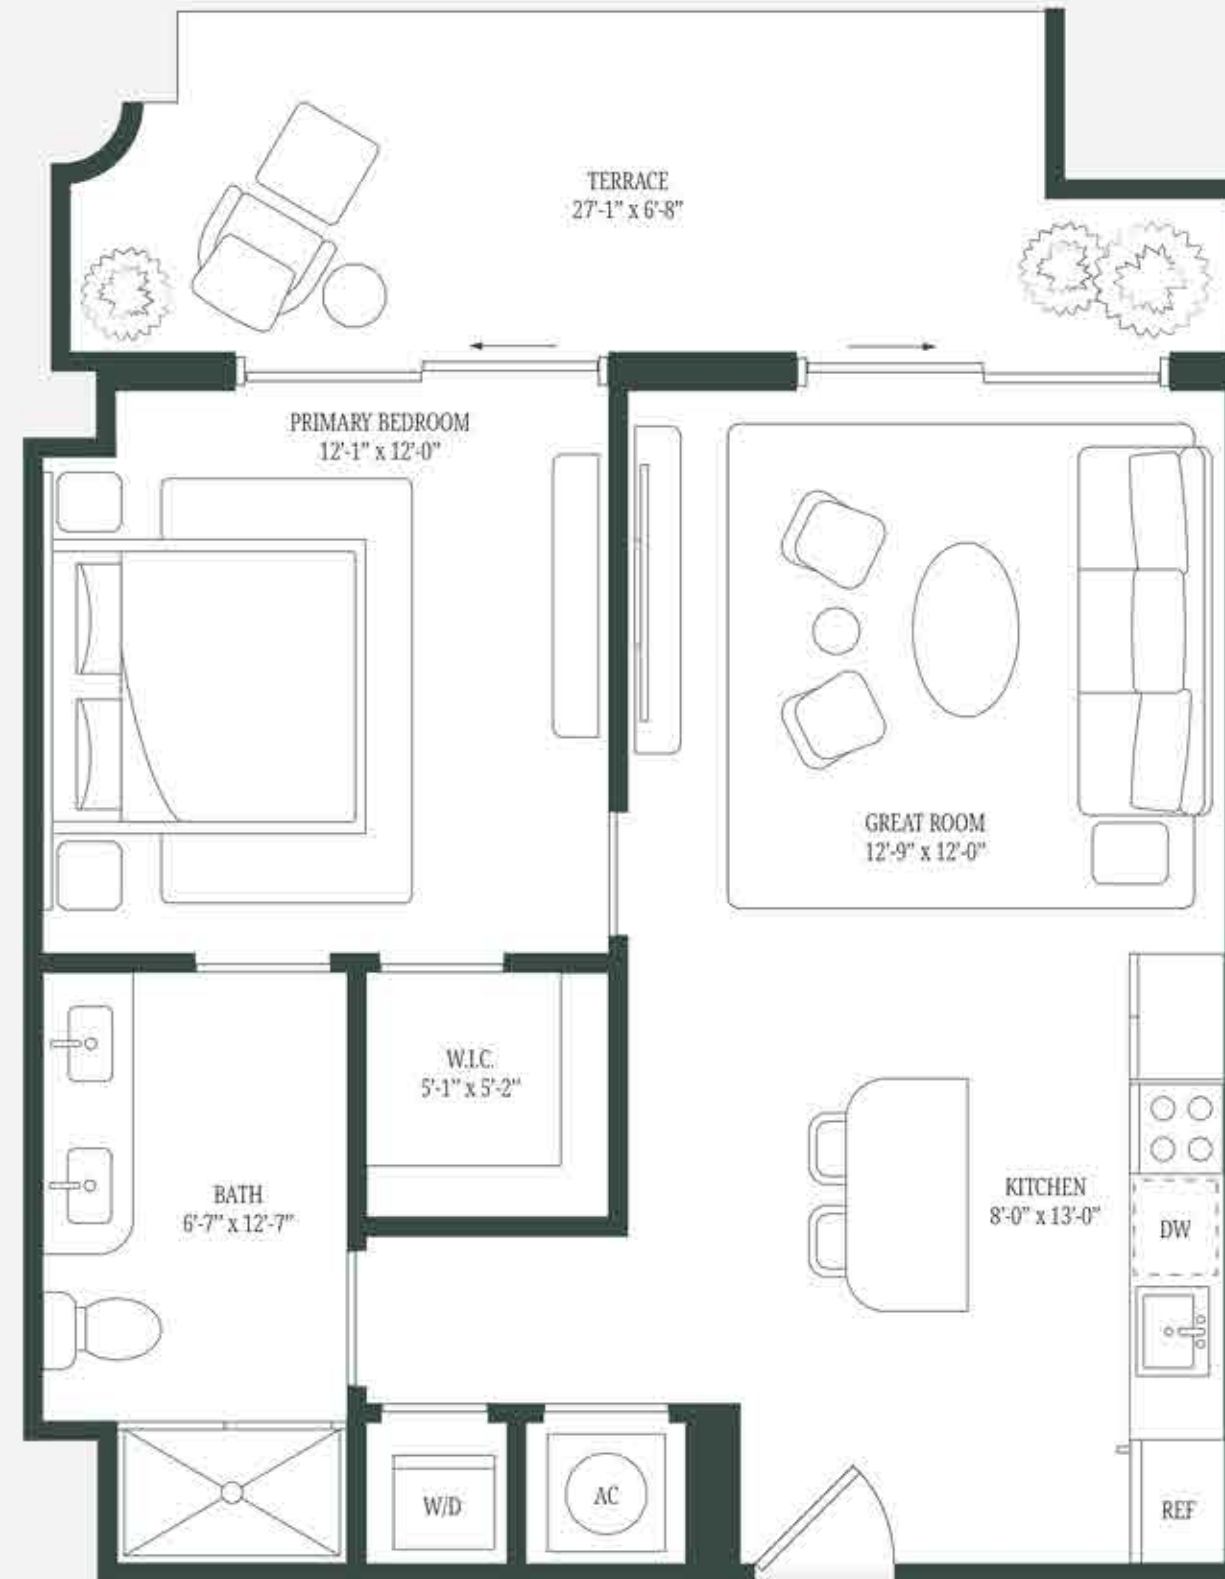 TERRACE
27'-1" x 6'-8"
PRIMARY BEDROOM
12'-1" x 12'-0"
GREAT ROOM
12'-9" x 12'-0"
W.I.C.
5'-1" x 5'-2"
BATH
6'-7" x 12'-7"
KITCHEN
8'-0" x 13'-0"
DW
W/D
AC
REF